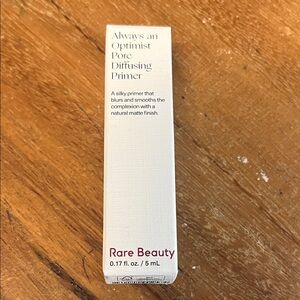 Always an
Optimist
Pore
Diffusing
Primer
A silky primer that
blurs and smooths the
complexion with a
natural matte finish.
Rare Beauty
0.17 fl. oz. / 5 mL